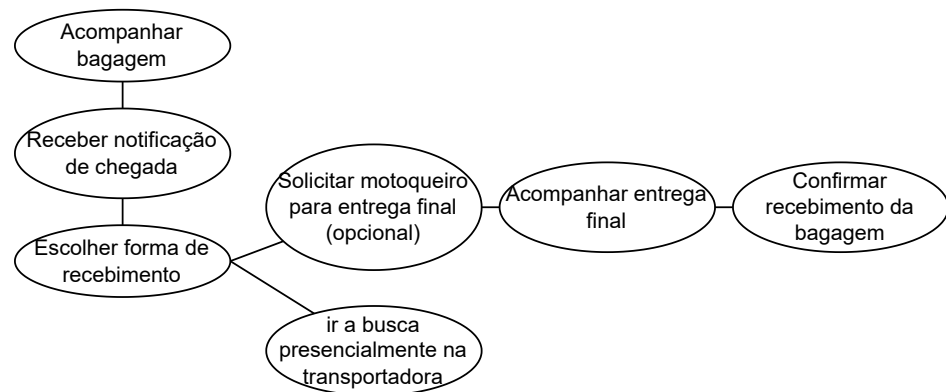 Acompanhar
bagagem
Receber notificação
de chegada
Escolher forma de
recebimento
Solicitar motoqueiro
para entrega final
(opcional)
Acompanhar entrega
final
Confirmar
recebimento da
bagagem
ir a busca
presencialmente na
transportadora